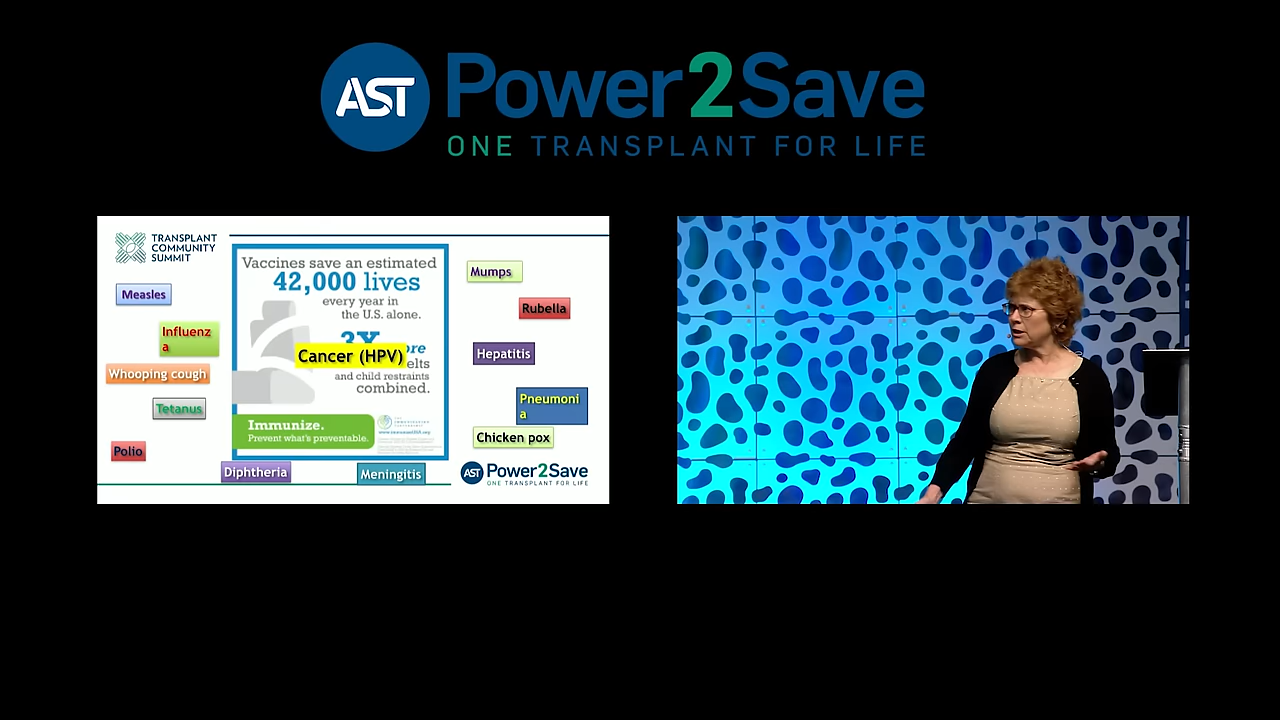 AST Power2Save
ONE TRANSPLANT FOR LIFE
TRANSPLANT
COMMUNITY
SUMMIT
Vaccines save an estimated
42,000 lives
every year in
the U.S. alone.
and child restraints
combined.
Cancer (HPV)
Immunize.
Prevent what's preventable.
Measles
Influenz
a
Whooping cough
Tetanus
Polio
Diphtheria
Meningitis
Mumps
Rubella
Hepatitis
Pneumoni
a
Chicken pox
AST Power2Save
ONE TRANSPLANT FOR LIFE